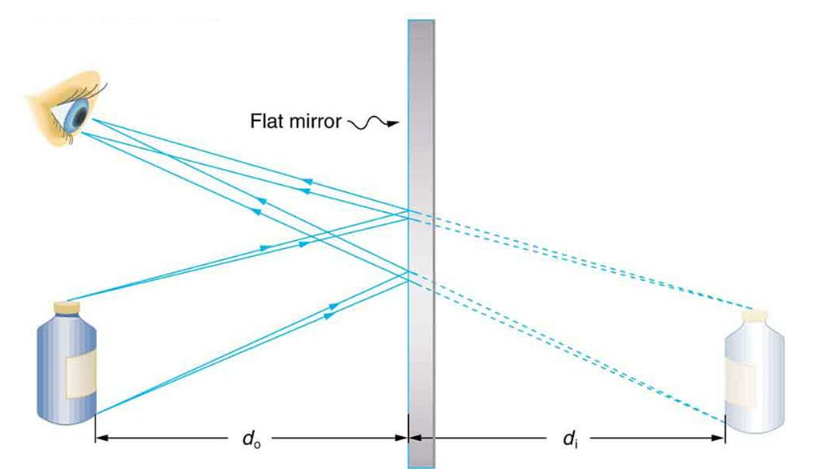 Flat mirror
dₒ
dᵢ